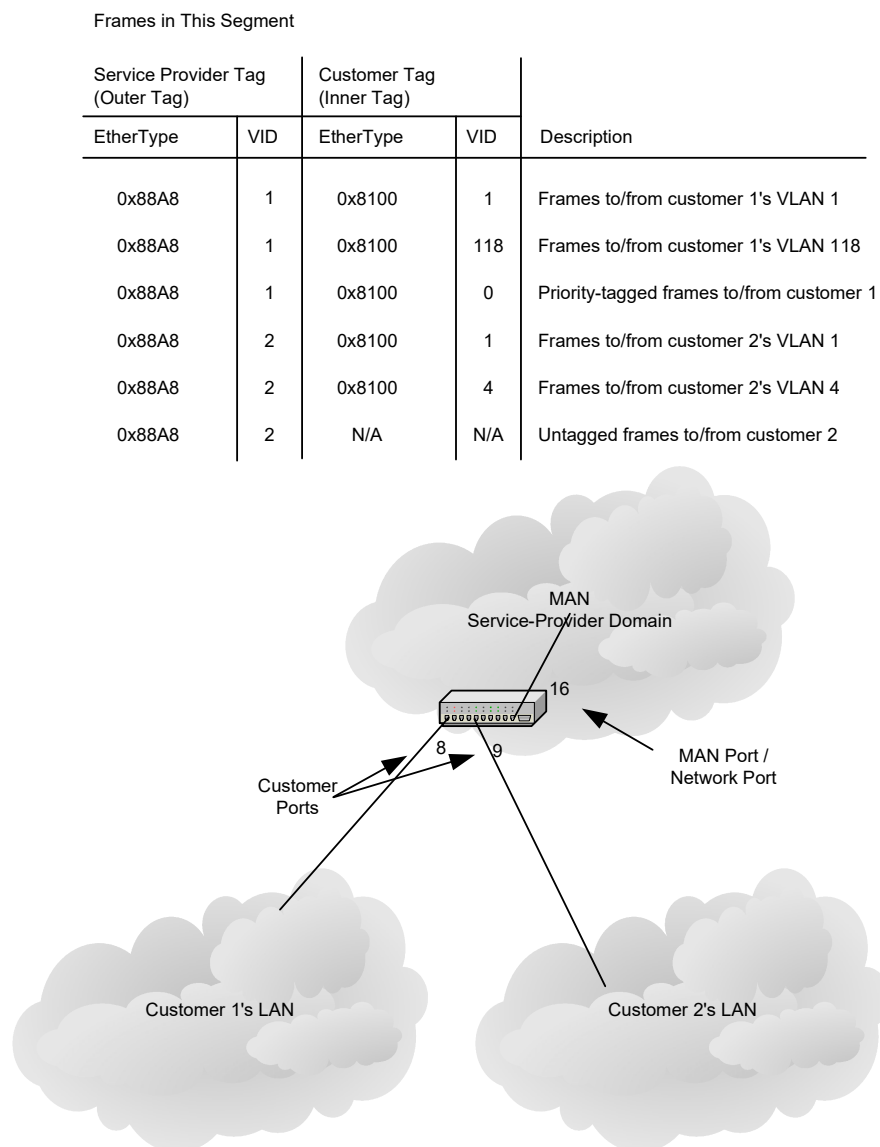 Frames in This Segment
Service Provider Tag
(Outer Tag)
Customer Tag
(Inner Tag)
EtherType VID EtherType VID Description
0x88A8 1 0x8100 1 Frames to/from customer 1's VLAN 1
0x88A8 1 0x8100 118 Frames to/from customer 1's VLAN 118
0x88A8 1 0x8100 0 Priority-tagged frames to/from customer 1
0x88A8 2 0x8100 1 Frames to/from customer 2's VLAN 1
0x88A8 2 0x8100 4 Frames to/from customer 2's VLAN 4
0x88A8 2 N/A N/A Untagged frames to/from customer 2
MAN
Service-Provider Domain
16
8
9
MAN Port /
Network Port
Customer
Ports
Customer 1's LAN
Customer 2's LAN